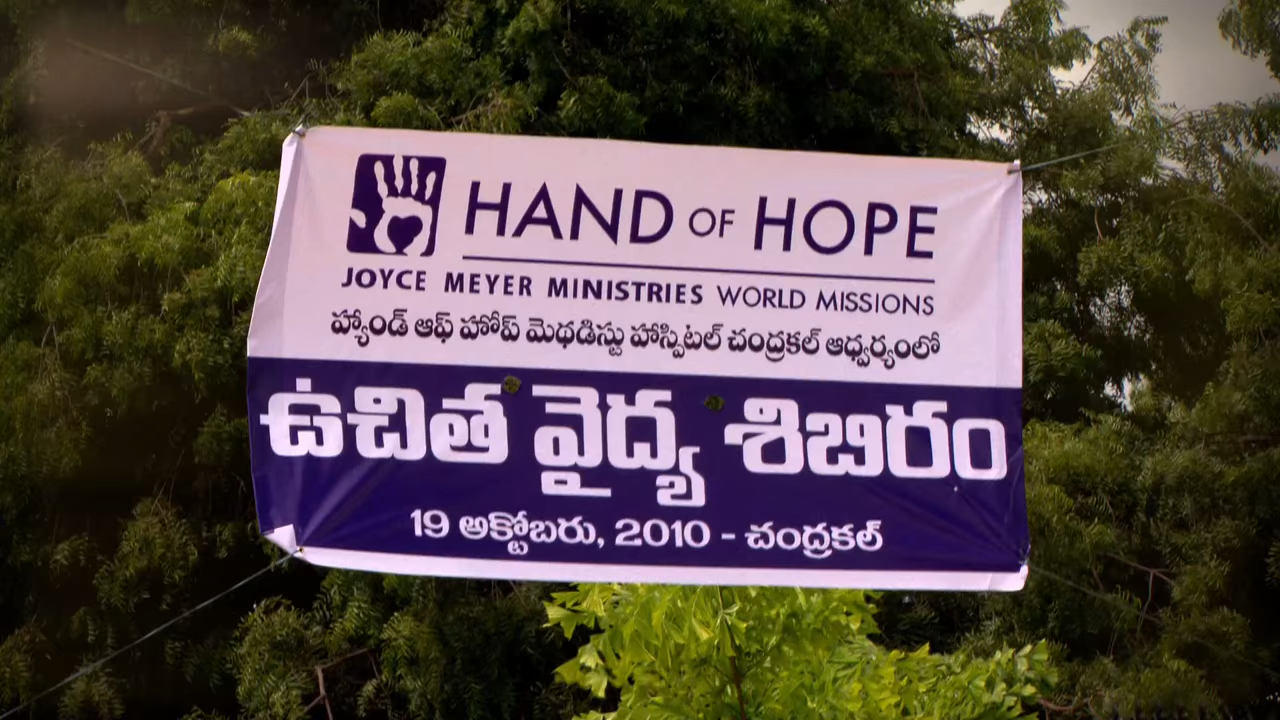 HAND OF HOPE
JOYCE MEYER MINISTRIES WORLD MISSIONS
హ్యాండ్ ఆఫ్ హోప్ మెథడిస్టు హాస్పిటల్ చంద్రకల్ ఆధ్వర్యంలో
ఉచిత వైద్య శిబిరం
19 అక్టోబరు, 2010 - చంద్రకల్